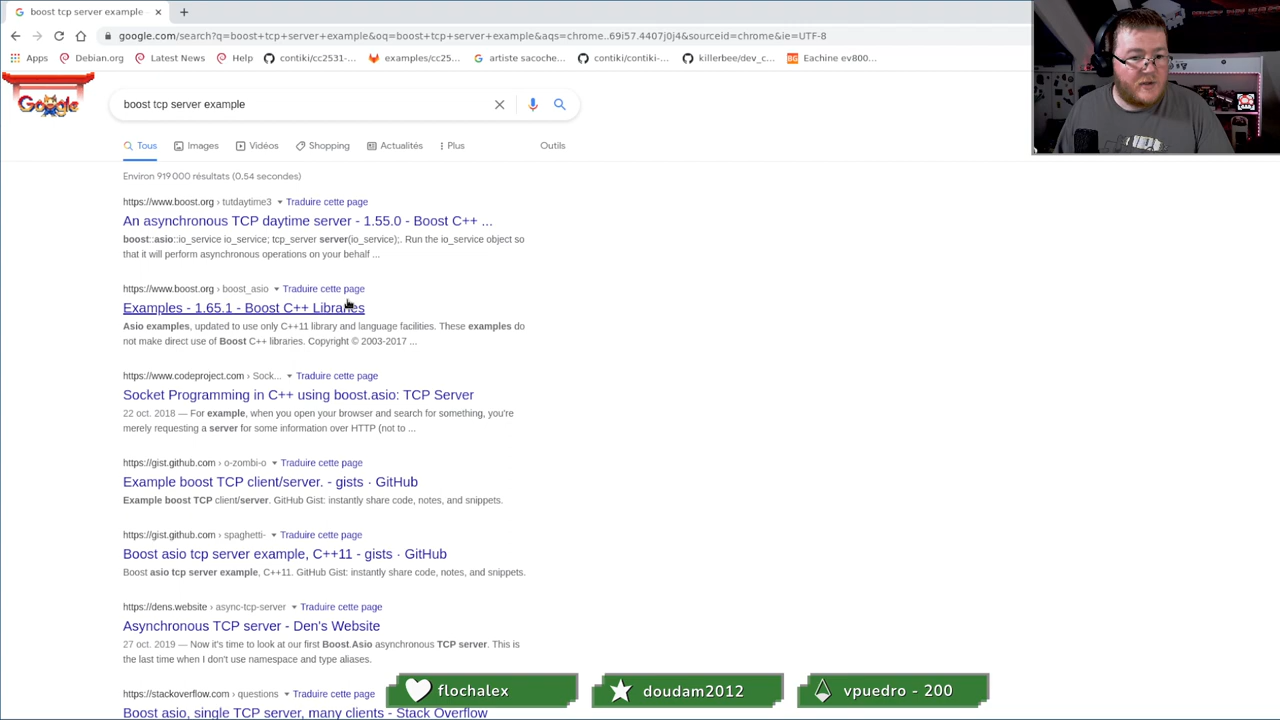 boost tcp server example
google.com/search?q=boost+tcp+server+example&oq=boost+tcp+server+example&aqs=chrome..69i57.4407j0j4&sourceid=chrome&ie=UTF-8
Apps Debian.org Latest News Help contiki/cc2531-... examples/cc25... artiste sacoche... contiki/contiki-... killerbee/dev_c... Eachine ev800...
Google
boost tcp server example
Tous Images Vidéos Shopping Actualités Plus Outils
Environ 919 000 résultats (0,54 secondes)
https://www.boost.org › tutdaytime3 Traduire cette page
An asynchronous TCP daytime server - 1.55.0 - Boost C++ ...
boost::asio::io_service io_service; tcp_server server(io_service);. Run the io_service object so
that it will perform asynchronous operations on your behalf ...
https://www.boost.org › boost_asio Traduire cette page
Examples - 1.65.1 - Boost C++ Libraries
Asio examples, updated to use only C++11 library and language facilities. These examples do
not make direct use of Boost C++ libraries. Copyright © 2003-2017 ...
https://www.codeproject.com › Sock... Traduire cette page
Socket Programming in C++ using boost.asio: TCP Server
22 oct. 2018 — For example, when you open your browser and search for something, you're
merely requesting a server for some information over HTTP (not to ...
https://gist.github.com › o-zombi-o Traduire cette page
Example boost TCP client/server. - gists · GitHub
Example boost TCP client/server. GitHub Gist: instantly share code, notes, and snippets.
https://gist.github.com › spaghetti- Traduire cette page
Boost asio tcp server example, C++11 - gists · GitHub
Boost asio tcp server example, C++11. GitHub Gist: instantly share code, notes, and snippets.
https://dens.website › async-tcp-server Traduire cette page
Asynchronous TCP server - Den's Website
27 oct. 2019 — Now it's time to look at our first Boost.Asio asynchronous TCP server. This is
the last time when I don't use namespace and type aliases.
https://stackoverflow.com › questions Traduire cette page
Boost asio, single TCP server, many clients - Stack Overflow
flochalex doudam2012 vpuedro - 200